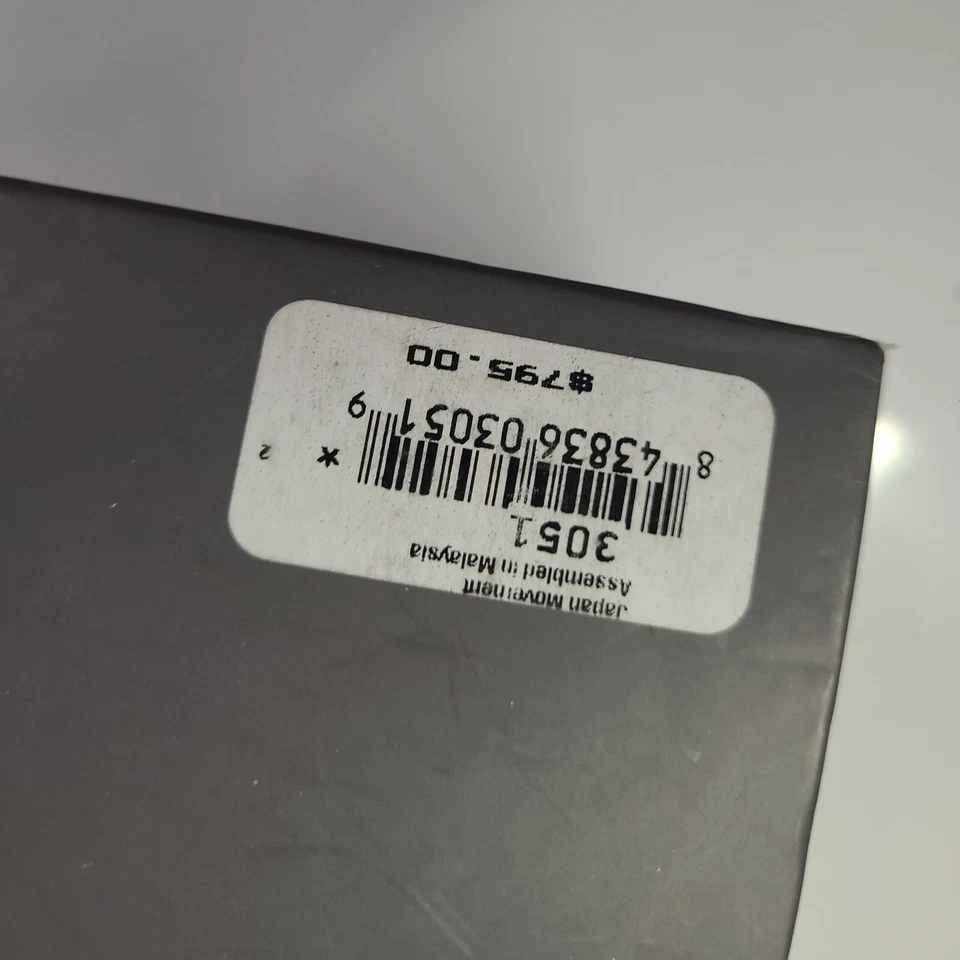 Japan Movement
Assembled in Malaysia
3051
8 43836 03051 9
* 2
$795.00